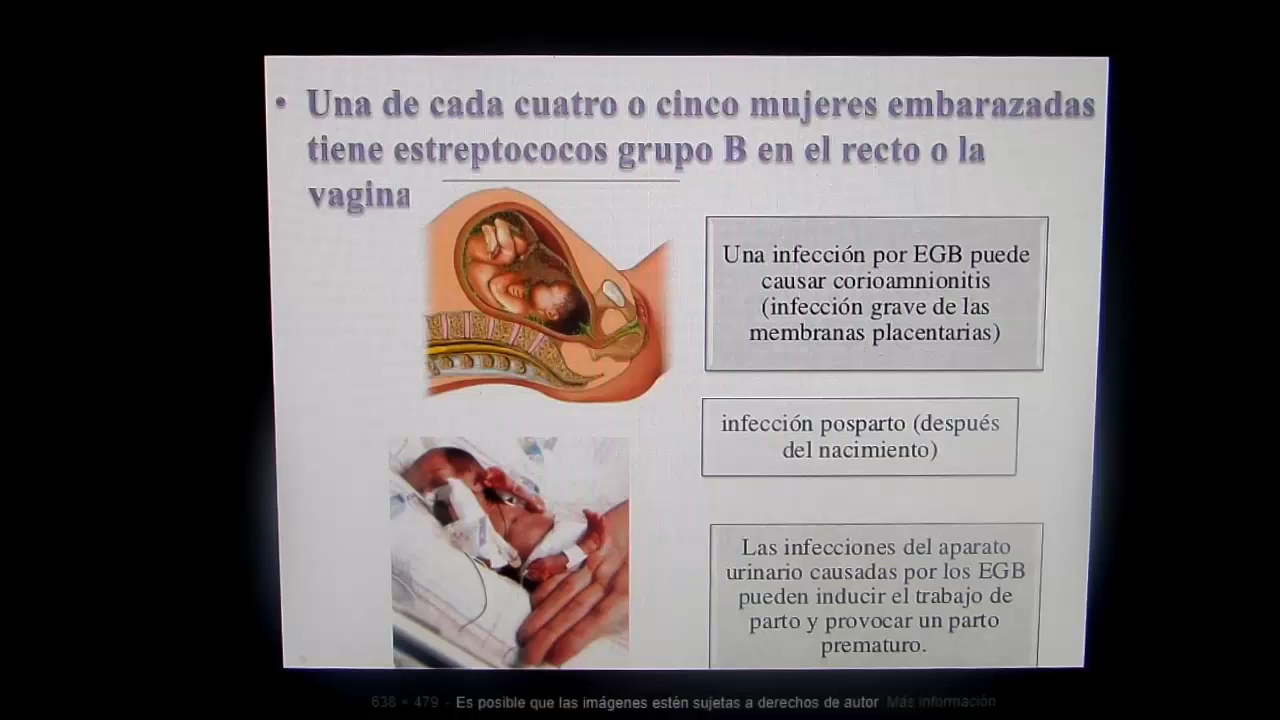 • Una de cada cuatro o cinco mujeres embarazadas
tiene estreptococos grupo B en el recto o la
vagina
Una infección por EGB puede
causar corioamnionitis
(infección grave de las
membranas placentarias)
infección posparto (después
del nacimiento)
Las infecciones del aparato
urinario causadas por los EGB
pueden inducir el trabajo de
parto y provocar un parto
prematuro.
638 × 479 - Es posible que las imágenes estén sujetas a derechos de autor Más información